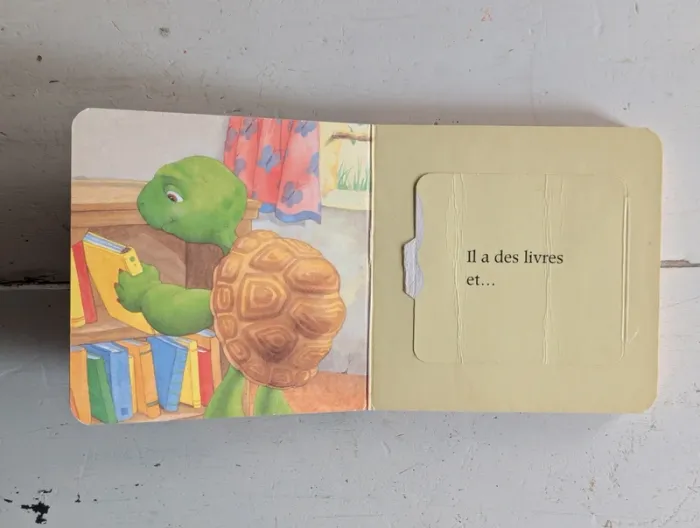 Il a des livres
et...